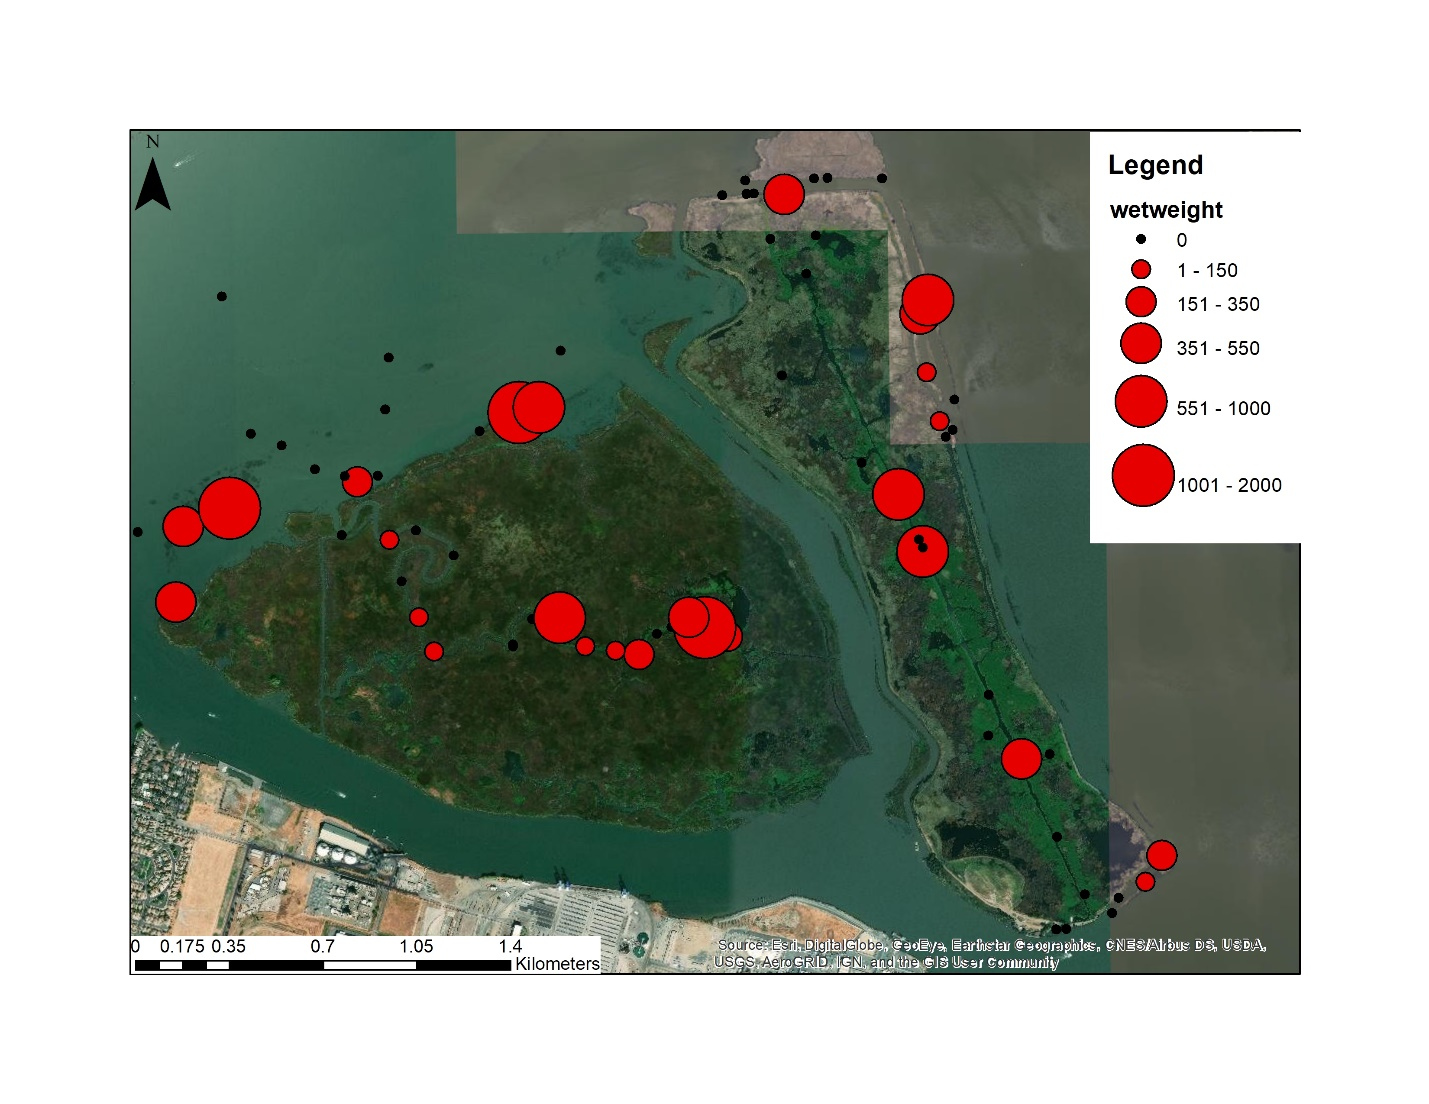 N
Legend
wetweight
0
1 - 150
151 - 350
351 - 550
551 - 1000
1001 - 2000
0 0.175 0.35 0.7 1.05 1.4
Kilometers
Source: Esri, DigitalGlobe, GeoEye, Earthstar Geographics, CNES/Airbus DS, USDA,
USGS, AeroGRID, IGN, and the GIS User Community